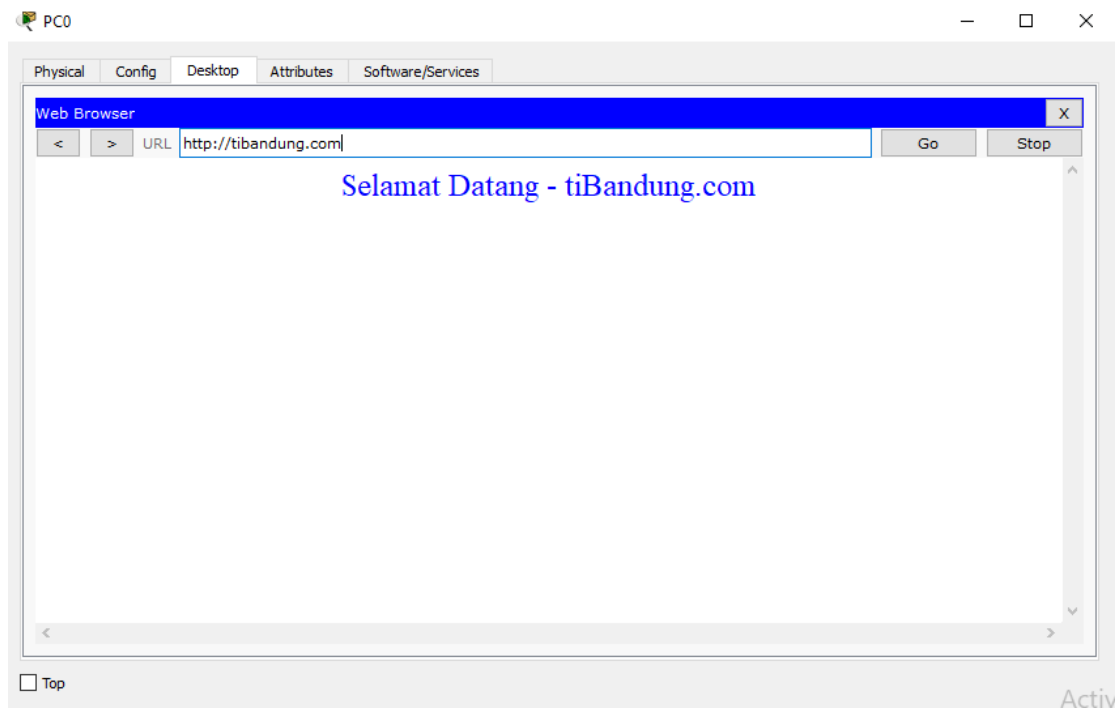 PC0
Physical Config Desktop Attributes Software/Services
Web Browser X
< > URL http://tibandung.com Go Stop
Selamat Datang - tiBandung.com
Top
Activ